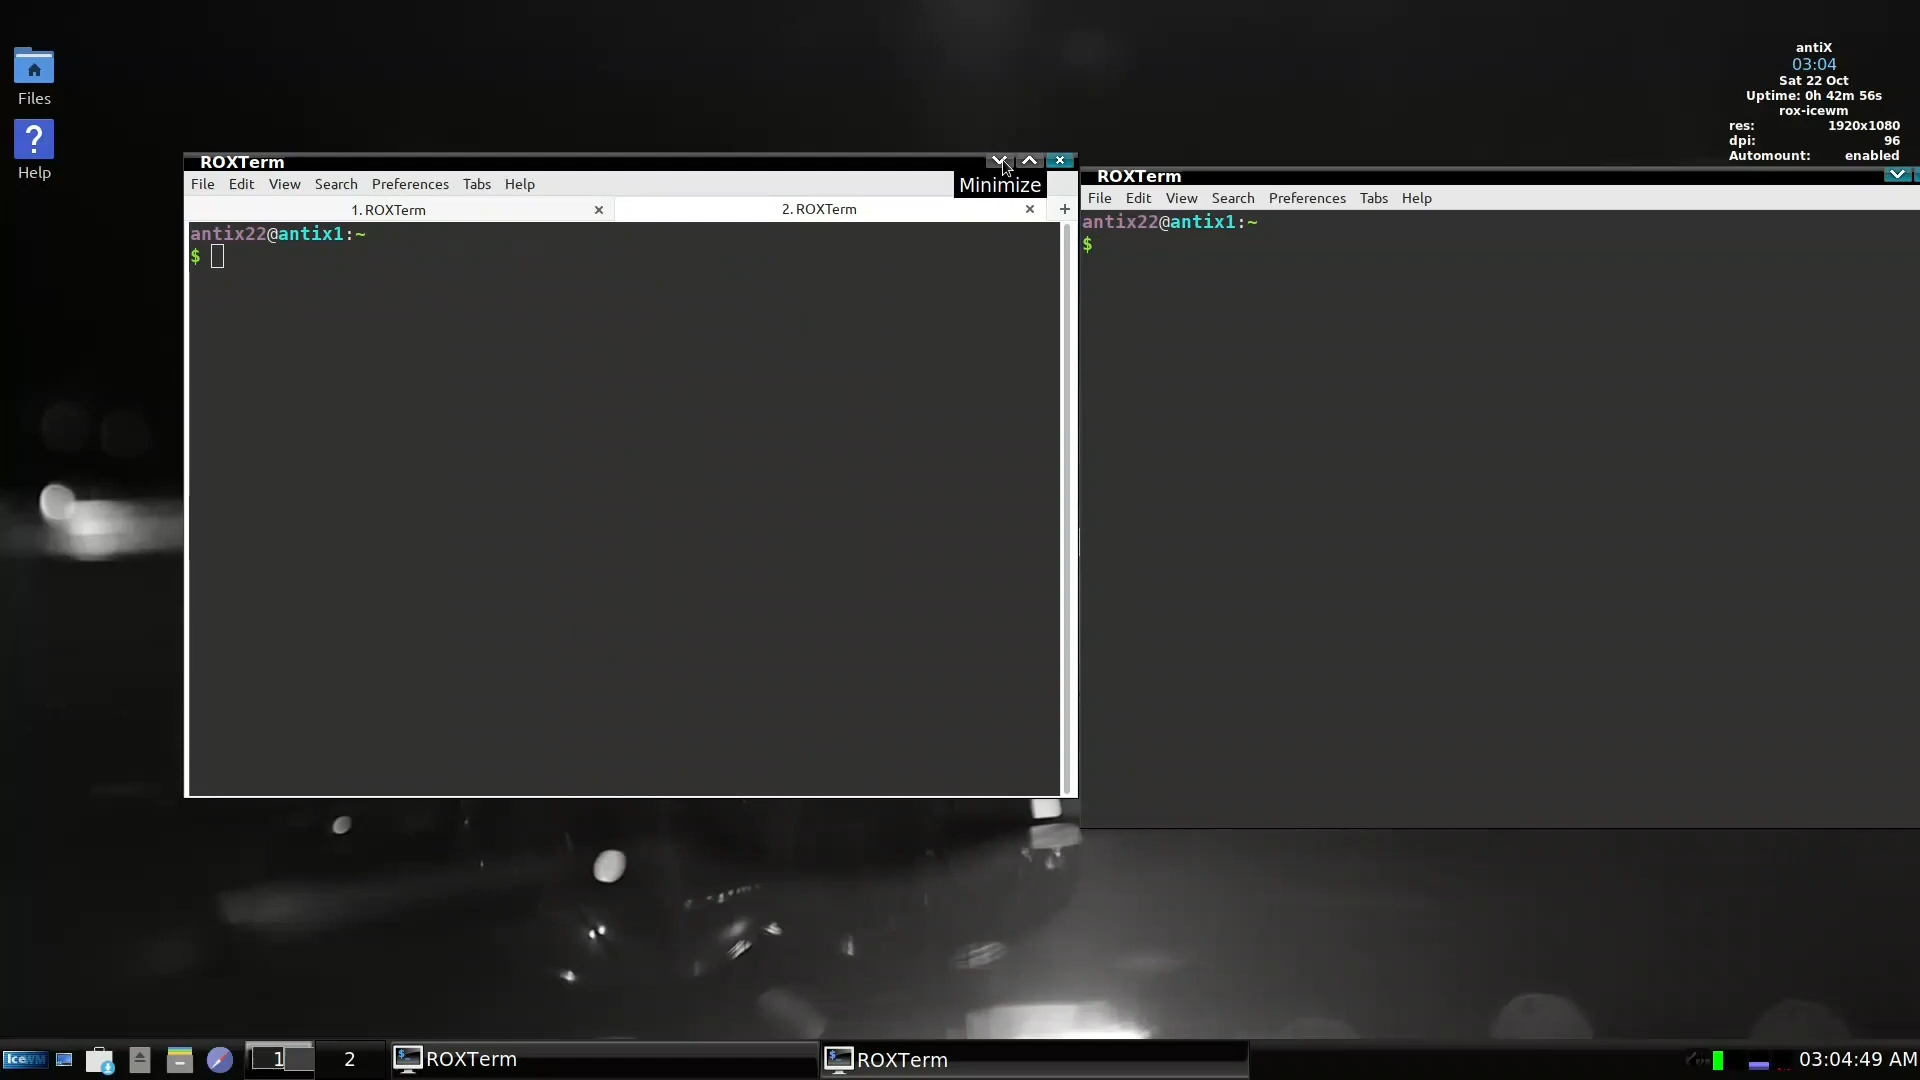 Files
Help
antiX
03:04
Sat 22 Oct
Uptime: 0h 42m 56s
rox-icewm
res: 1920x1080
dpi: 96
Automount: enabled
ROXTerm
File Edit View Search Preferences Tabs Help
Minimize
1. ROXTerm
2. ROXTerm
antix22@antix1:~
$
ROXTerm
File Edit View Search Preferences Tabs Help
antix22@antix1:~
$
IceWM
1
2
ROXTerm
ROXTerm
03:04:49 AM